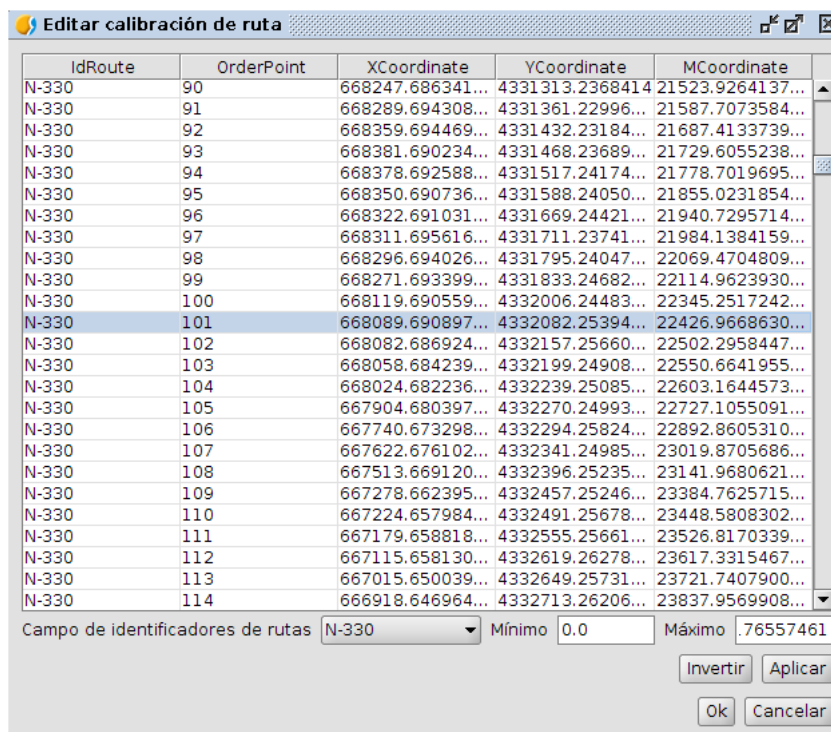 Editar calibración de ruta
IdRoute OrderPoint XCoordinate YCoordinate MCoordinate
N-330 90 668247.686341... 4331313.2368414 21523.9264137...
N-330 91 668289.694308... 4331361.22996... 21587.7073584...
N-330 92 668359.694469... 4331432.23184... 21687.4133739...
N-330 93 668381.690234... 4331468.23689... 21729.6055238...
N-330 94 668378.692588... 4331517.24174... 21778.7019695...
N-330 95 668350.690736... 4331588.24050... 21855.0231854...
N-330 96 668322.691031... 4331669.24421... 21940.7295714...
N-330 97 668311.695616... 4331711.23741... 21984.1384159...
N-330 98 668296.694026... 4331795.24047... 22069.4704809...
N-330 99 668271.693399... 4331833.24682... 22114.9623930...
N-330 100 668119.690559... 4332006.24483... 22345.2517242...
N-330 101 668089.690897... 4332082.25394... 22426.9668630...
N-330 102 668082.686924... 4332157.25660... 22502.2958447...
N-330 103 668058.684239... 4332199.24908... 22550.6641955...
N-330 104 668024.682236... 4332239.25085... 22603.1644573...
N-330 105 667904.680397... 4332270.24993... 22727.1055091...
N-330 106 667740.673298... 4332294.25824... 22892.8605310...
N-330 107 667622.676102... 4332341.24985... 23019.8705686...
N-330 108 667513.669120... 4332396.25235... 23141.9680621...
N-330 109 667278.662395... 4332457.25246... 23384.7625715...
N-330 110 667224.657984... 4332491.25678... 23448.5808302...
N-330 111 667179.658818... 4332555.25661... 23526.8170339...
N-330 112 667115.658130... 4332619.26278... 23617.3315467...
N-330 113 667015.650039... 4332649.25731... 23721.7407900...
N-330 114 666918.646964... 4332713.26206... 23837.9569908...
Campo de identificadores de rutas N-330 Mínimo 0.0 Máximo .76557461
Invertir Aplicar
Ok Cancelar